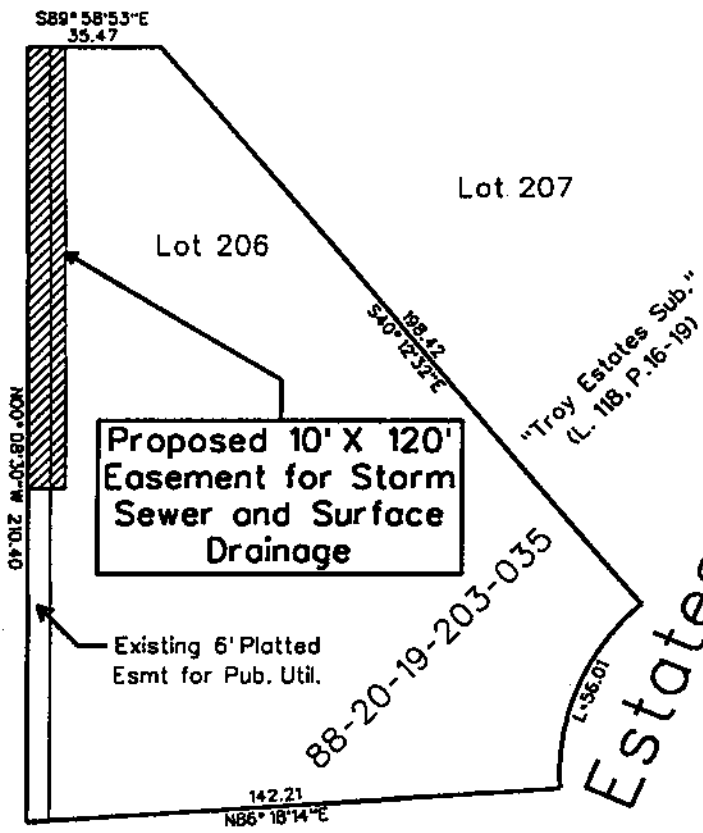 S89°58'53"E
35.47
Lot 207
Lot 206
198.42
S40°12'32"E
"Troy Estates Sub."
(L. 118, P.16-19)
N00°08'30"W 210.40
Proposed 10' X 120'
Easement for Storm
Sewer and Surface
Drainage
88-20-19-203-035
Existing 6' Platted
Esmt for Pub. Util.
L=56.01
Estates
142.21
N86°18'14"E